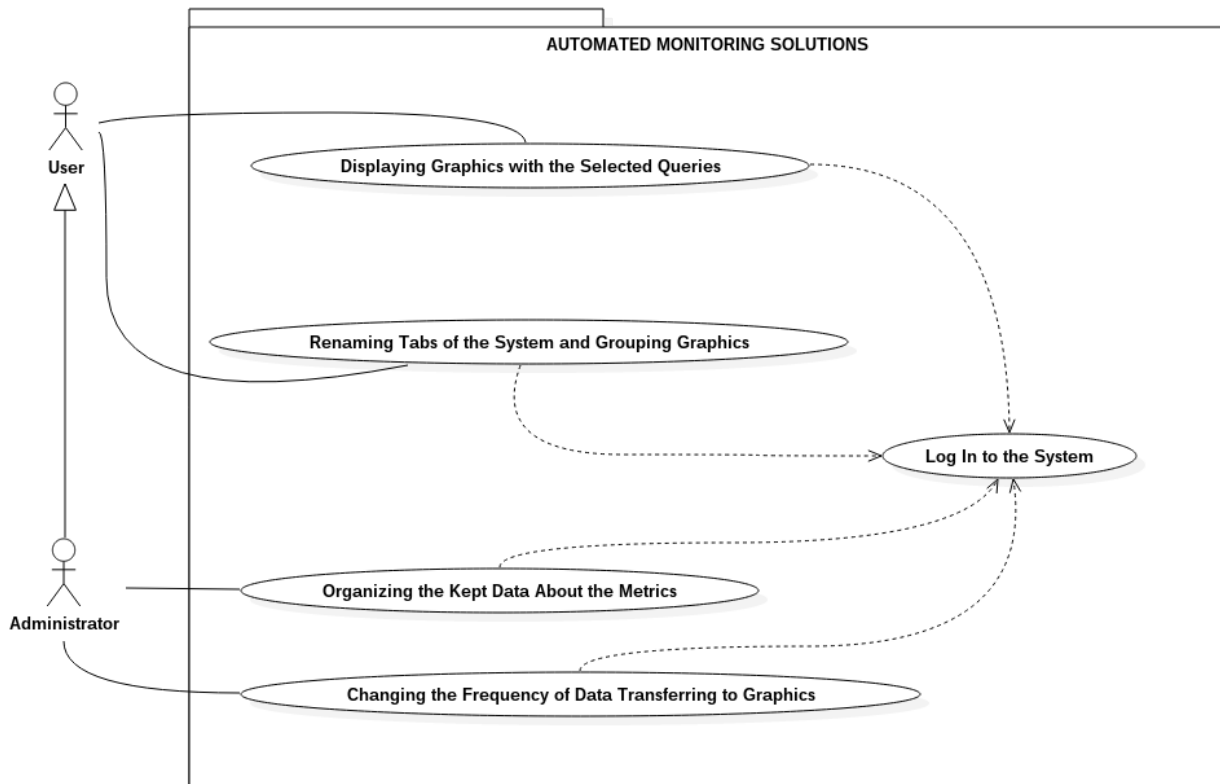 AUTOMATED MONITORING SOLUTIONS
User
Displaying Graphics with the Selected Queries
Renaming Tabs of the System and Grouping Graphics
Log In to the System
Organizing the Kept Data About the Metrics
Administrator
Changing the Frequency of Data Transferring to Graphics